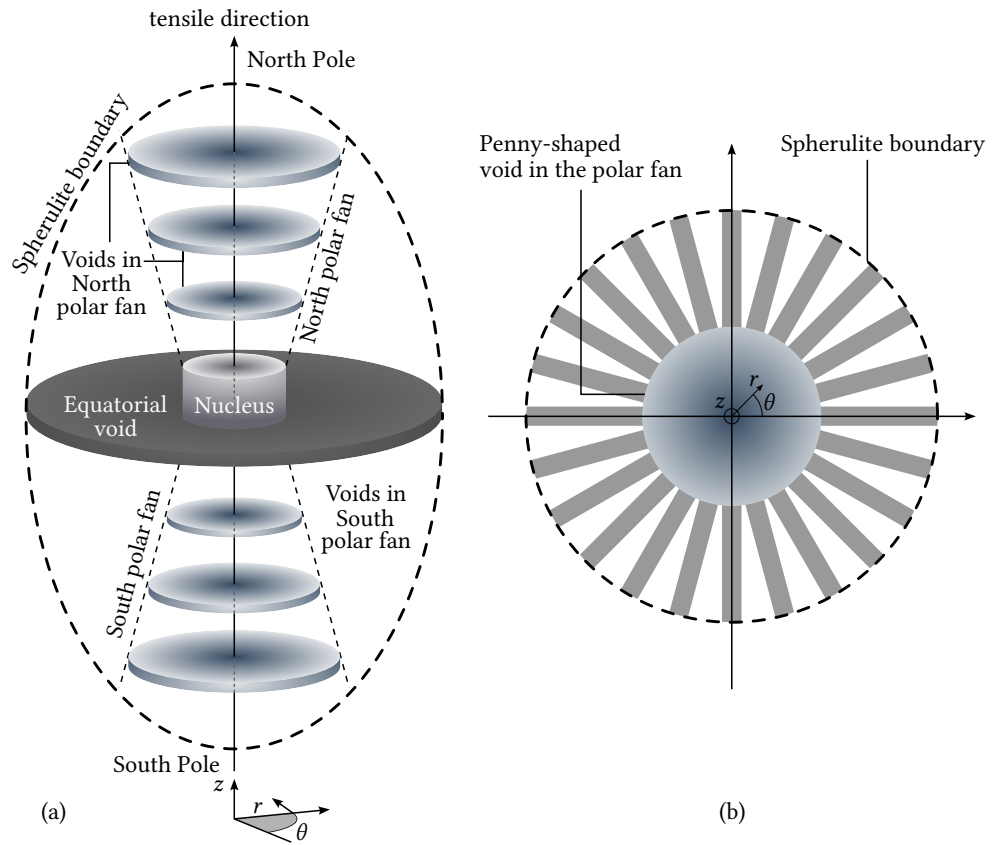 tensile direction
North Pole
Spherulite boundary
Voids in
North
polar fan
North polar fan
Equatorial
void
Nucleus
South polar fan
Voids in
South
polar fan
South Pole
z
r
θ
(a)
Penny-shaped
void in the polar fan
Spherulite boundary
r
z
θ
(b)